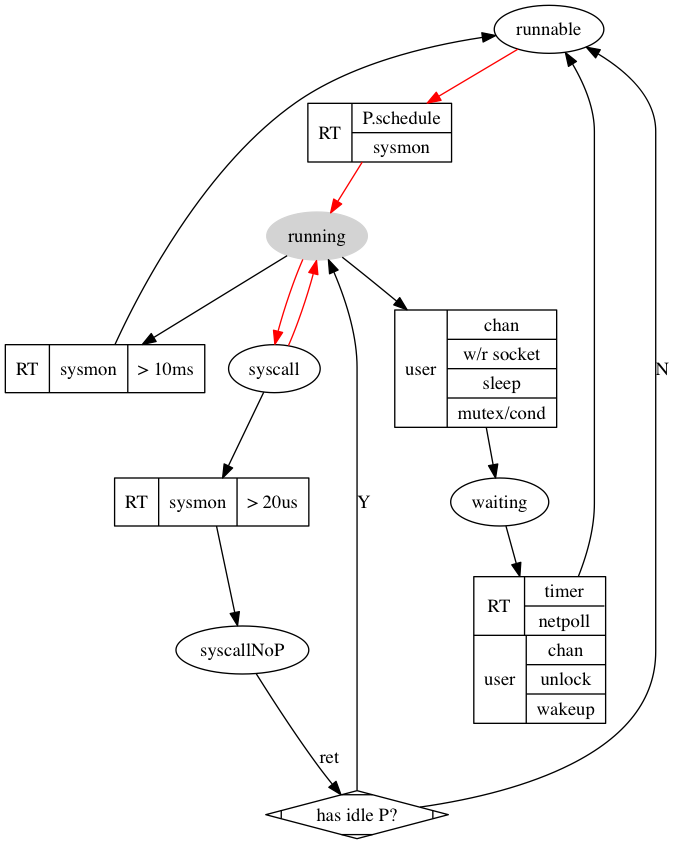 runnable
RT
P.schedule
sysmon
running
RT
sysmon
> 10ms
syscall
user
chan
w/r socket
sleep
mutex/cond
N
RT
sysmon
> 20us
Y
waiting
RT
timer
netpoll
user
chan
unlock
wakeup
syscallNoP
ret
has idle P?